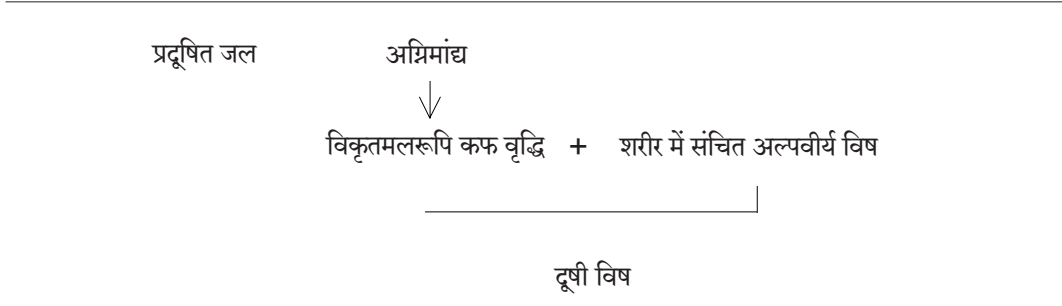 प्रदूषित जल अग्निमांद्य
विकृतमलरूपि कफ वृद्धि + शरीर में संचित अल्पवीर्य विष
दूषी विष